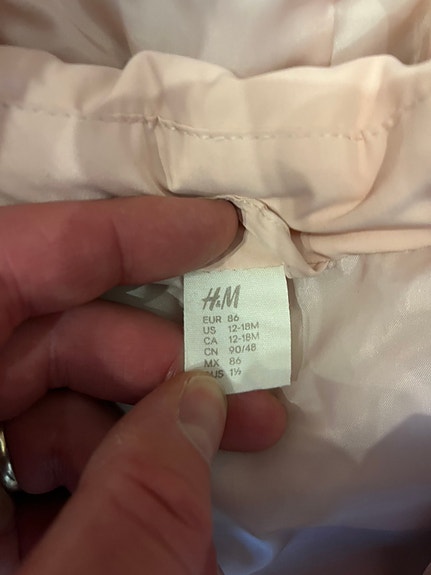 H&M
EUR 86
US 12-18M
CA 12-18M
CN 90/48
MX 86
AUS 1½